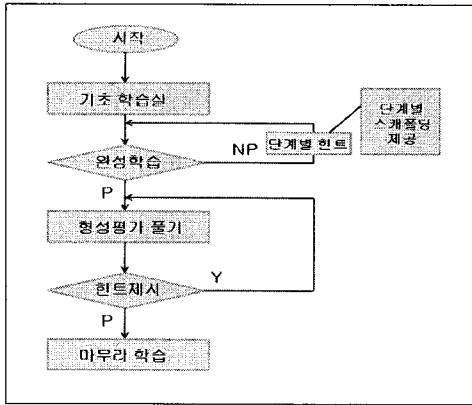 시작
기초 학습실
단계별
스캐폴딩
제공
단계별 힌트
NP
완성학습
P
형성평가 풀기
Y
힌트제시
P
마무리 학습